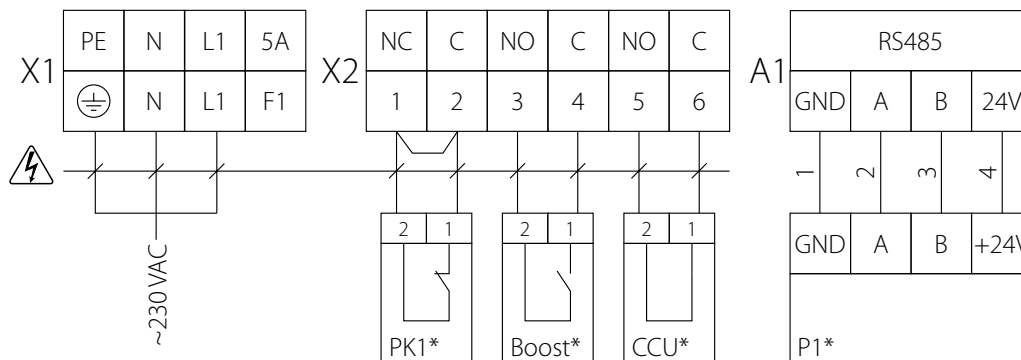 PE N L1 5A
X1
N L1 F1
NC C NO C NO C
X2
1 2 3 4 5 6
RS485
A1
GND A B 24V
1 2 3 4
~230 VAC
2 1 2 1 2 1
PK1* Boost* CCU*
GND A B +24V
P1*